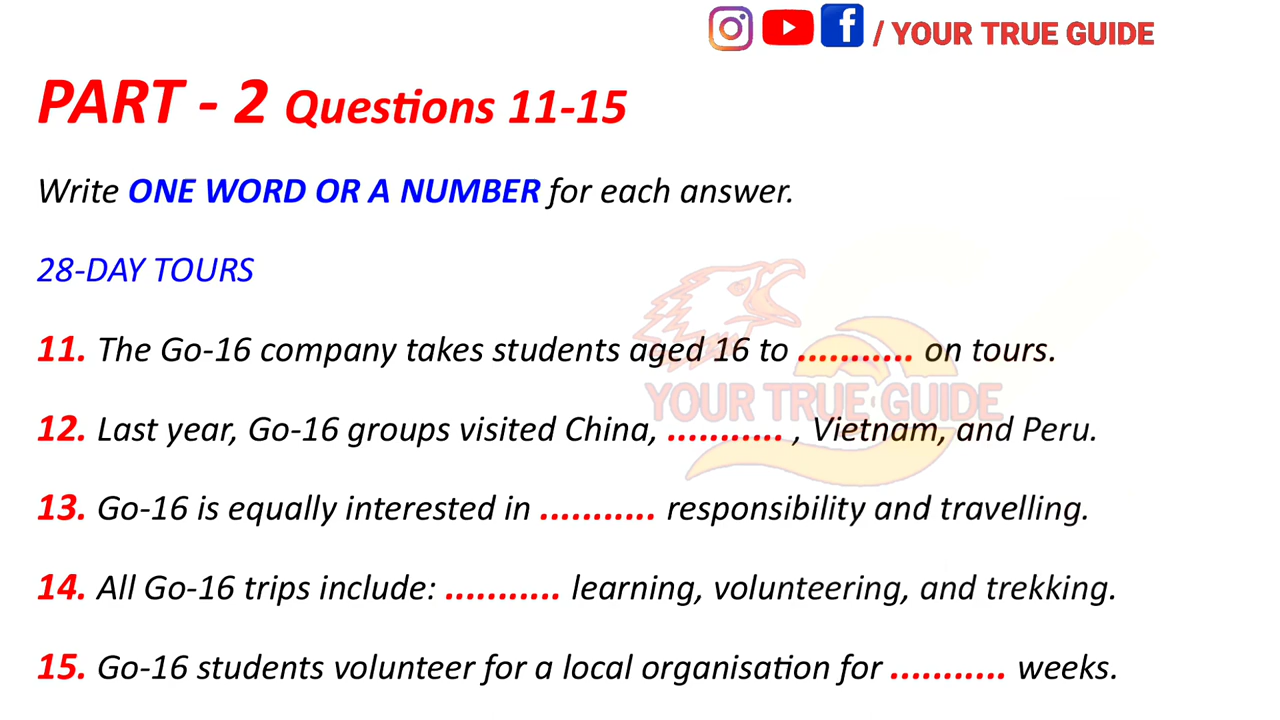 / YOUR TRUE GUIDE
PART - 2 Questions 11-15
Write ONE WORD OR A NUMBER for each answer.
28-DAY TOURS
11. The Go-16 company takes students aged 16 to ........... on tours.
YOUR TRUE GUIDE
12. Last year, Go-16 groups visited China, ........... , Vietnam, and Peru.
13. Go-16 is equally interested in ........... responsibility and travelling.
14. All Go-16 trips include: ........... learning, volunteering, and trekking.
15. Go-16 students volunteer for a local organisation for ........... weeks.